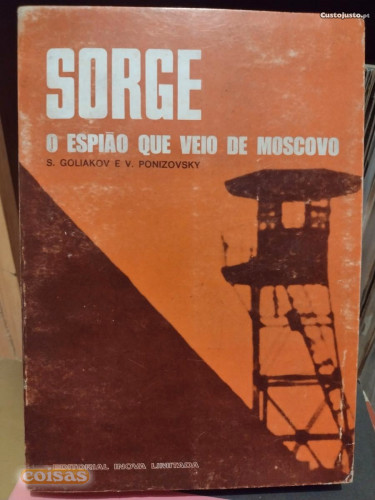 Custojusto.pt
SORGE
O ESPIÃO QUE VEIO DE MOSCOVO
S. GOLIAKOV E V. PONIZOVSKY
EDITORIAL INOVA LIMITADA
coisas